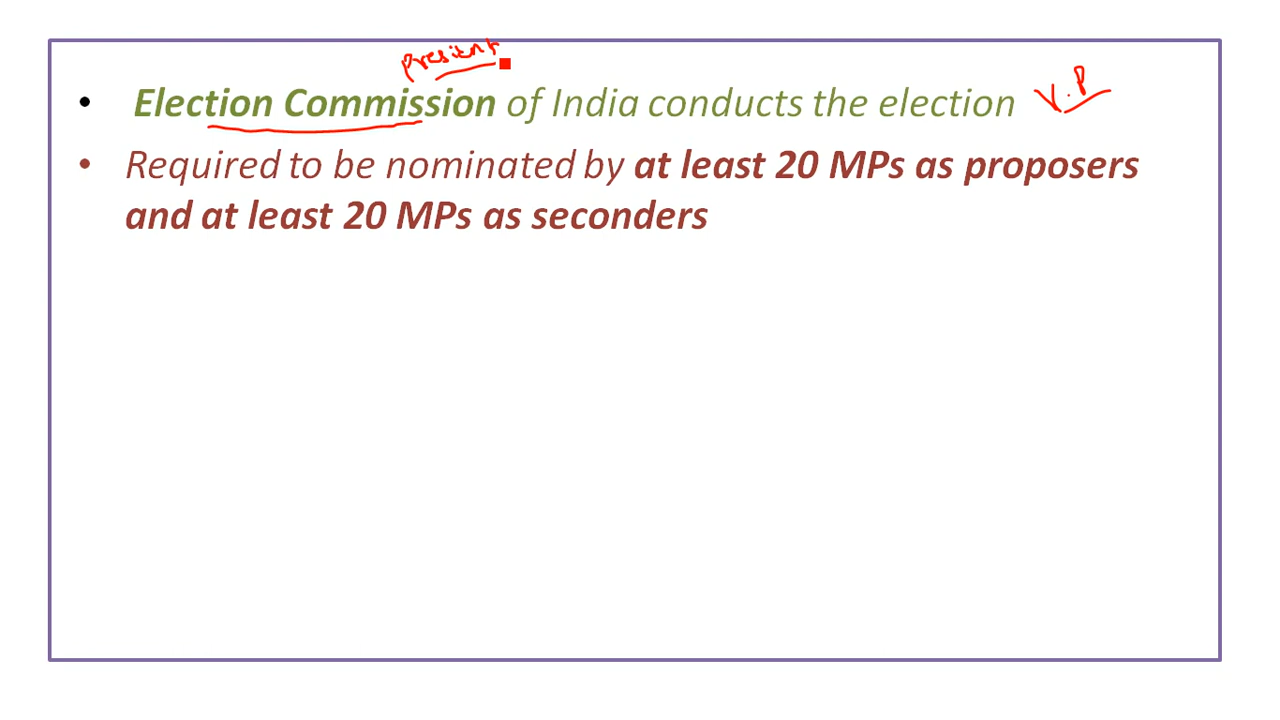 presient
• Election Commission of India conducts the election V.P
• Required to be nominated by at least 20 MPs as proposers
and at least 20 MPs as seconders